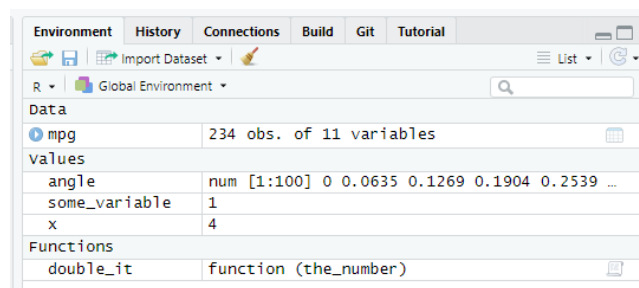 Environment History Connections Build Git Tutorial
Import Dataset List
R Global Environment
Data
mpg 234 obs. of 11 variables
Values
angle num [1:100] 0 0.0635 0.1269 0.1904 0.2539 …
some_variable 1
x 4
Functions
double_it function (the_number)